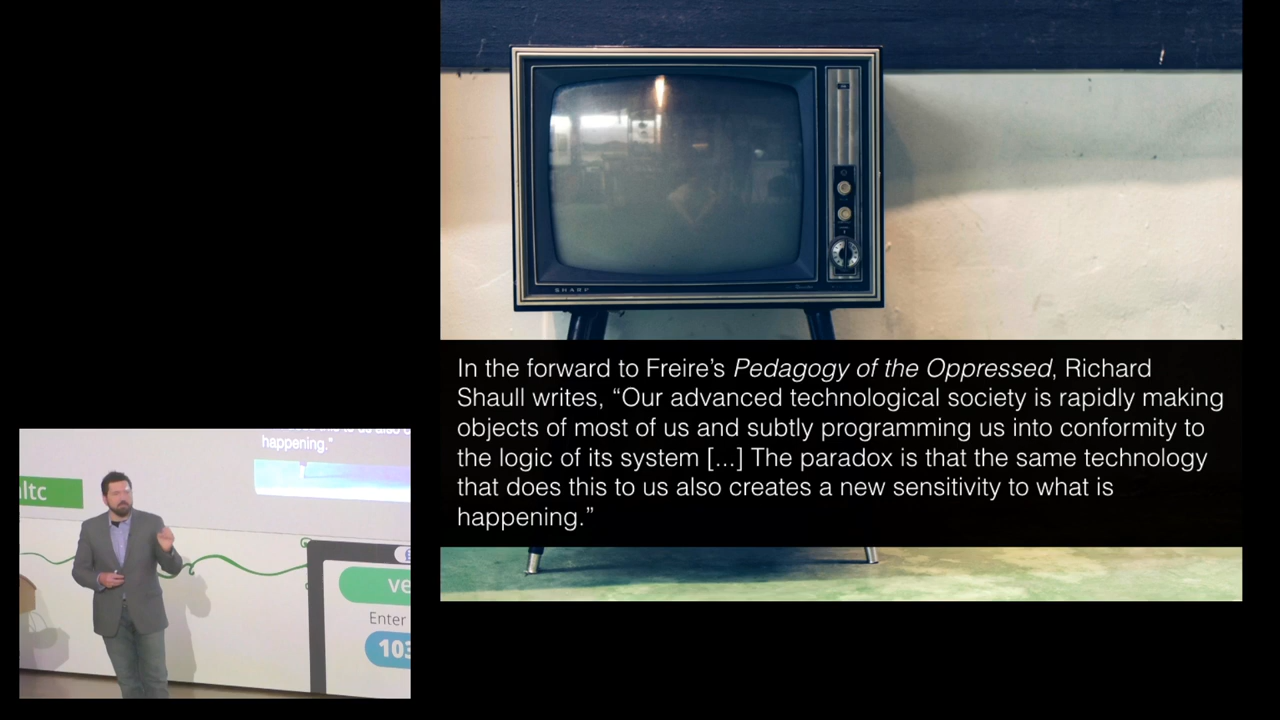 SHARP
In the forward to Freire’s Pedagogy of the Oppressed, Richard
Shaull writes, “Our advanced technological society is rapidly making
objects of most of us and subtly programming us into conformity to
the logic of its system [...] The paradox is that the same technology
that does this to us also creates a new sensitivity to what is
happening.”
happening.”
ltc
ve
Enter
103